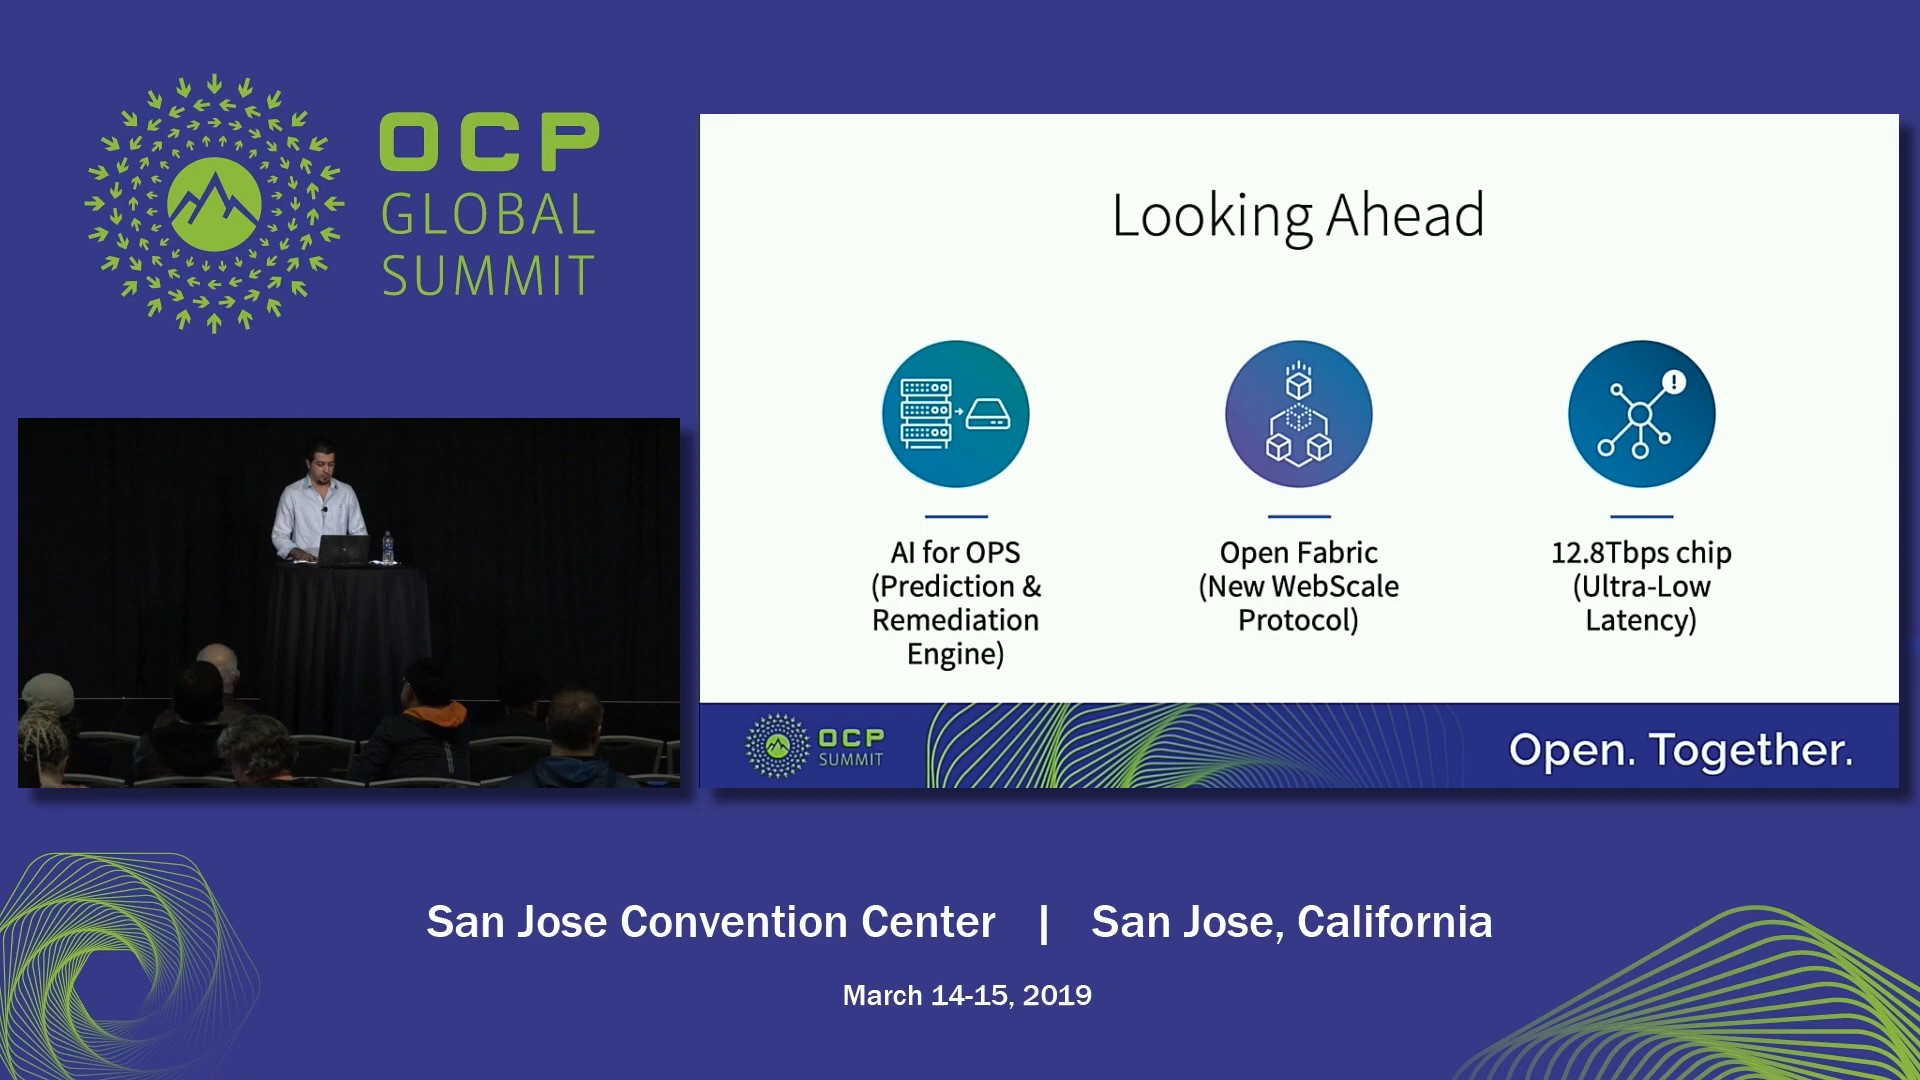 OCP
GLOBAL
SUMMIT
Looking Ahead
!
AI for OPS
(Prediction &
Remediation
Engine)
Open Fabric
(New WebScale
Protocol)
12.8Tbps chip
(Ultra-Low
Latency)
OCP
SUMMIT
Open. Together.
San Jose Convention Center | San Jose, California
March 14-15, 2019